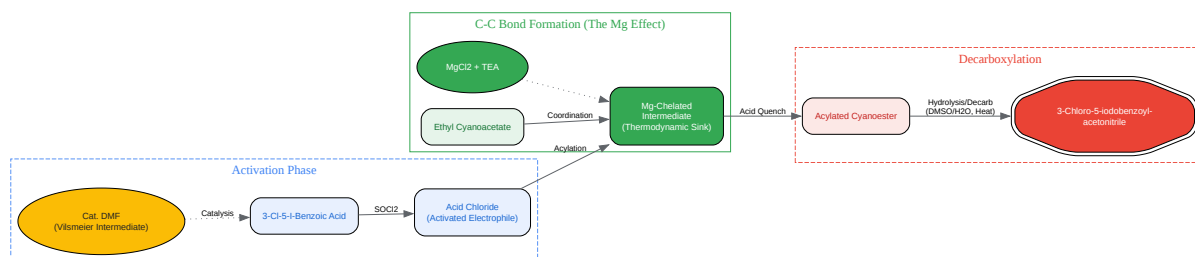 C-C Bond Formation (The Mg Effect)
MgCl2 + TEA
Ethyl Cyanoacetate
Coordination
Mg-Chelated
Intermediate
(Thermodynamic Sink)
Acylation
Acid Quench
Decarboxylation
Acylated Cyanoester
Hydrolysis/Decarb
(DMSO/H2O, Heat)
3-Chloro-5-iodobenzoyl-
acetonitrile
Activation Phase
Cat. DMF
(Vilsmeier Intermediate)
Catalysis
3-Cl-5-I-Benzoic Acid
SOCl2
Acid Chloride
(Activated Electrophile)